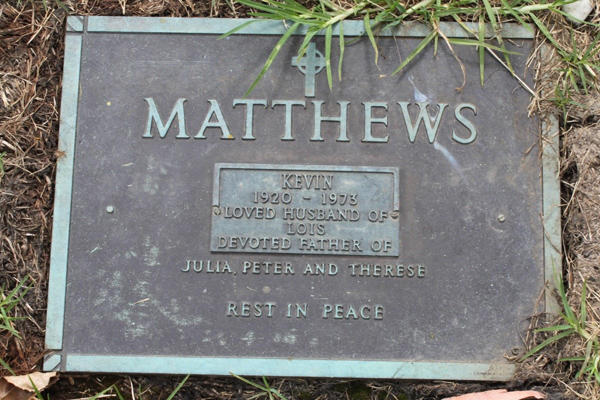 MATTHEWS
KEVIN
1920 - 1973
LOVED HUSBAND OF
LOIS
DEVOTED FATHER OF
JULIA, PETER AND THERESE
REST IN PEACE